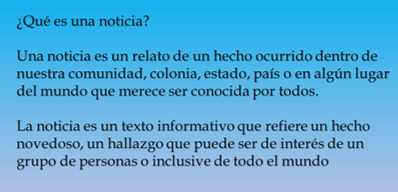 ¿Qué es una noticia?
Una noticia es un relato de un hecho ocurrido dentro de
nuestra comunidad, colonia, estado, país o en algún lugar
del mundo que merece ser conocida por todos.
La noticia es un texto informativo que refiere un hecho
novedoso, un hallazgo que puede ser de interés de un
grupo de personas o inclusive de todo el mundo